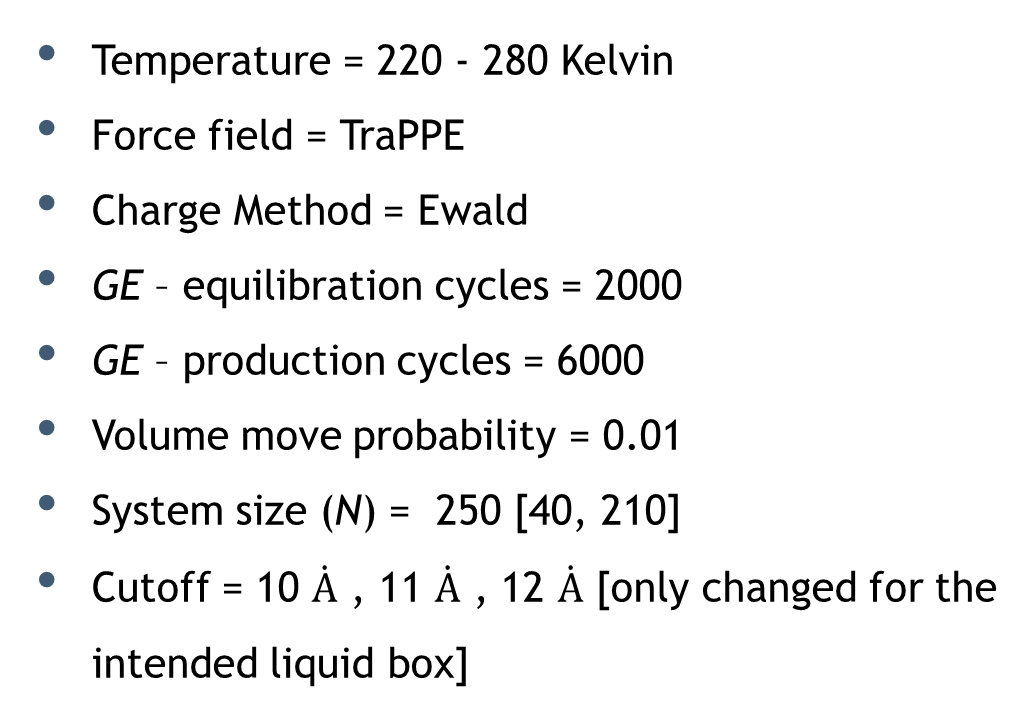 • Temperature = 220 - 280 Kelvin
• Force field = TraPPE
• Charge Method = Ewald
• GE – equilibration cycles = 2000
• GE – production cycles = 6000
• Volume move probability = 0.01
• System size (N) = 250 [40, 210]
• Cutoff = 10 Ȧ , 11 Ȧ , 12 Ȧ [only changed for the
intended liquid box]